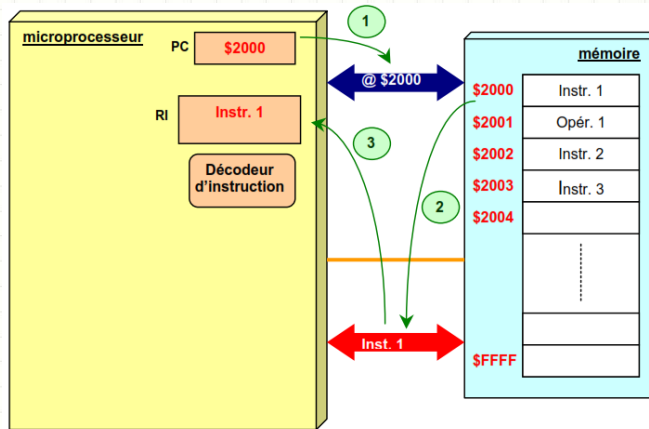 microprocesseur
PC
$2000
1
@ $2000
RI
Instr. 1
3
Décodeur
d'instruction
2
Inst. 1
mémoire
$2000
Instr. 1
$2001
Opér. 1
$2002
Instr. 2
$2003
Instr. 3
$2004
$FFFF